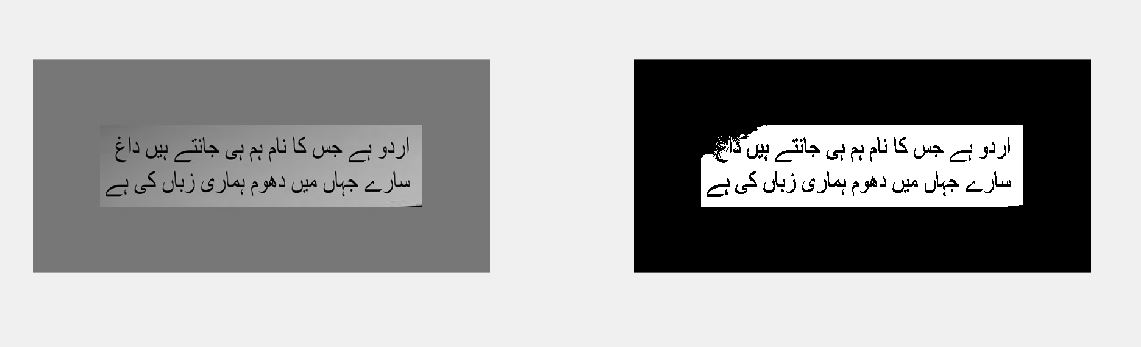 اردو ہے جس کا نام ہم ہی جانتے ہیں داغ
سارے جہاں میں دھوم ہماری زباں کی ہے
اردو ہے جس کا نام ہم ہی جانتے ہیں داغ
سارے جہاں میں دھوم ہماری زباں کی ہے